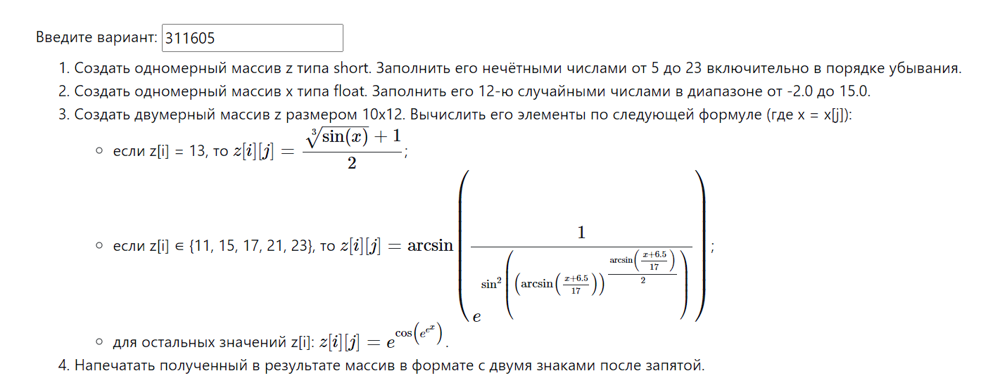 Введите вариант: 311605
1. Создать одномерный массив z типа short. Заполнить его нечётными числами от 5 до 23 включительно в порядке убывания.
2. Создать одномерный массив x типа float. Заполнить его 12-ю случайными числами в диапазоне от -2.0 до 15.0.
3. Создать двумерный массив z размером 10x12. Вычислить его элементы по следующей формуле (где x = x[j]):
○ если z[i] = 13, то z[i][j] = \frac{\sqrt[3]{\sin(x)} + 1}{2};
○ если z[i] ∈ {11, 15, 17, 21, 23}, то z[i][j] = \arcsin\left(\frac{1}{e^{\sin^2\left(\left(\arcsin\left(\frac{x+6.5}{17}\right)\right)^{\frac{\arcsin\left(\frac{x+6.5}{17}\right)}{2}}\right)}}\right);
○ для остальных значений z[i]: z[i][j] = e^{\cos\left(e^{e^x}\right)}.
4. Напечатать полученный в результате массив в формате с двумя знаками после запятой.